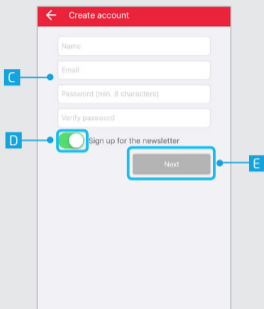 Create account
Name
Email
C
Password (min. 8 characters)
Verify password
D
Sign up for the newsletter
Next
E